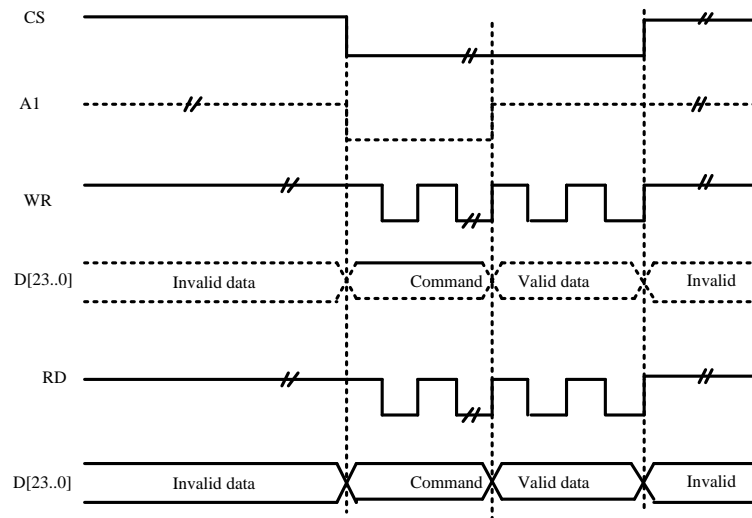 CS
A1
WR
D[23..0] Invalid data Command Valid data Invalid
RD
D[23..0] Invalid data Command Valid data Invalid